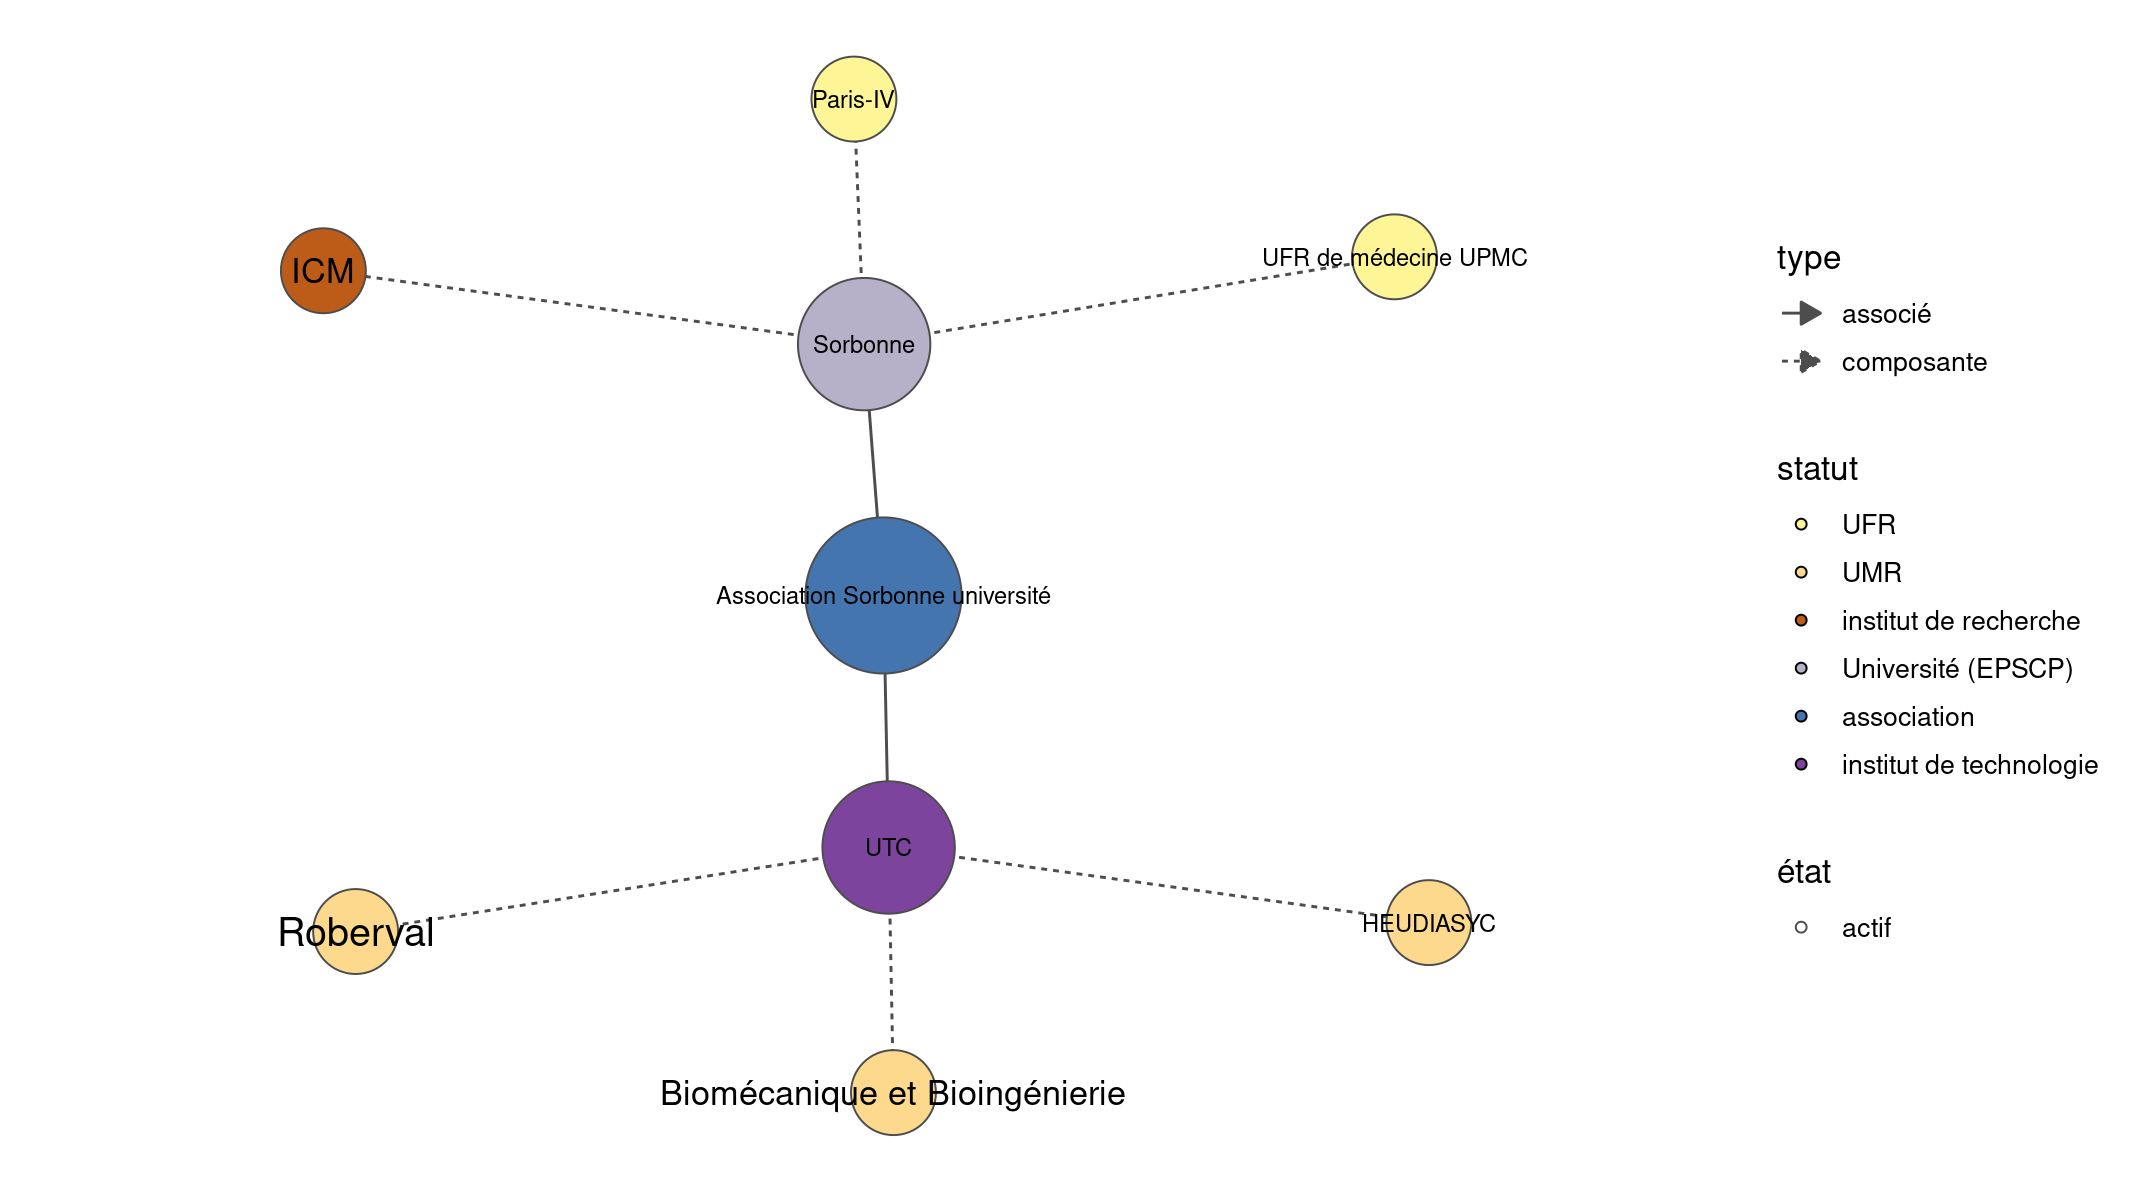 Paris-IV
UFR de médecine UPMC
ICM
Sorbonne
Association Sorbonne université
UTC
Roberval
HEUDIASYC
Biomécanique et Bioingénierie
type
associé
composante
statut
UFR
UMR
institut de recherche
Université (EPSCP)
association
institut de technologie
état
actif